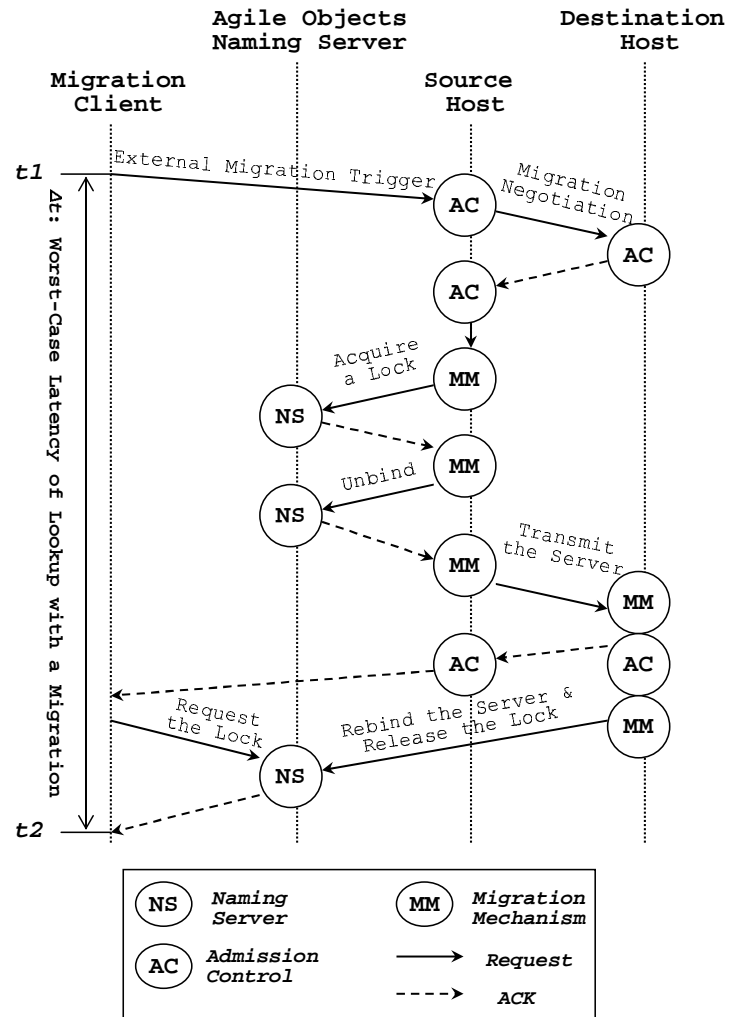 Agile Objects
Naming Server
Destination
Host
Migration
Client
Source
Host
t1
External Migration Trigger
Migration
Negotiation
AC
AC
AC
Δt: Worst-Case Latency of Lookup with a Migration
Acquire
a Lock
MM
NS
MM
Unbind
NS
Transmit
the Server
MM
MM
AC
AC
Request
the Lock
Rebind the Server &
Release the Lock
MM
NS
t2
NS
Naming
Server
MM
Migration
Mechanism
AC
Admission
Control
Request
ACK